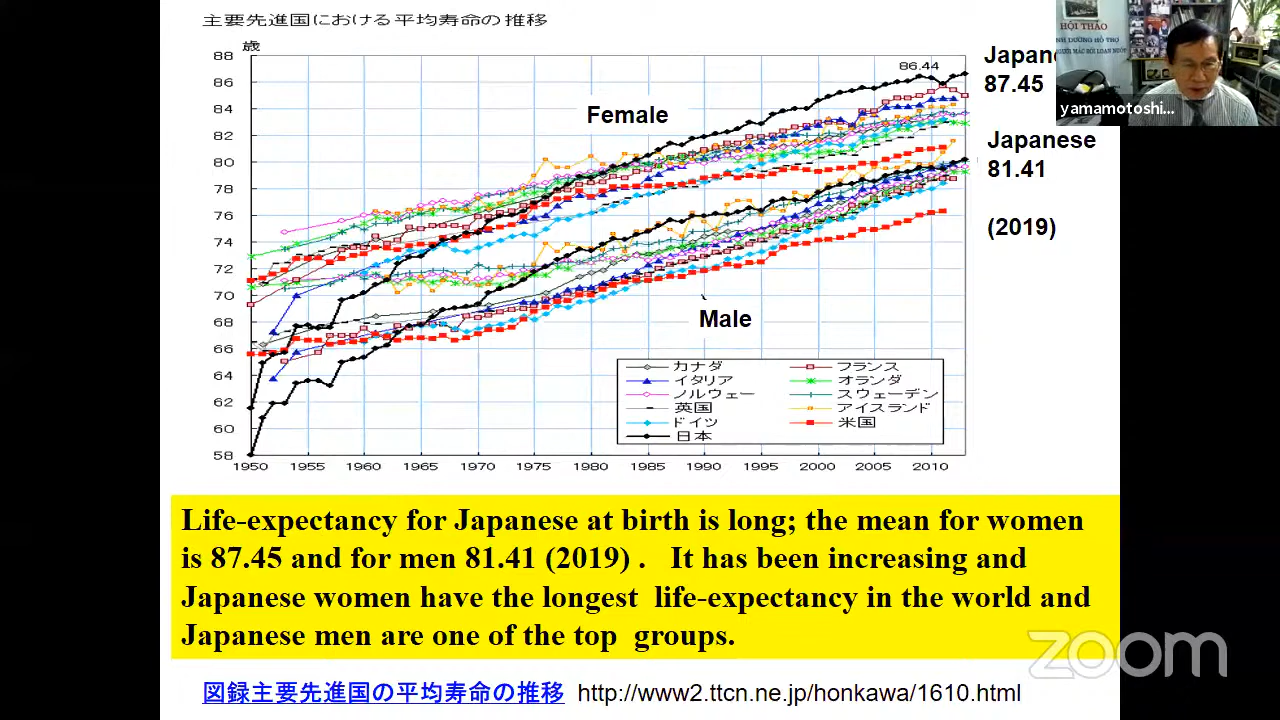 主要先進国における平均寿命の推移
歳
88
86
84
82
80
78
76
74
72
70
68
66
64
62
60
58
1950 1955 1960 1965 1970 1975 1980 1985 1990 1995 2000 2005 2010
86.44
Female
Male
カナダ フランス
イタリア オランダ
ノルウェー スウェーデン
英国 アイスランド
ドイツ 米国
日本
87.45
Japanese
81.41
(2019)
HỘI THẢO
yamamotoshi...
Life-expectancy for Japanese at birth is long; the mean for women
is 87.45 and for men 81.41 (2019) . It has been increasing and
Japanese women have the longest life-expectancy in the world and
Japanese men are one of the top groups.
zoom
図録主要先進国の平均寿命の推移 http://www2.ttcn.ne.jp/honkawa/1610.html